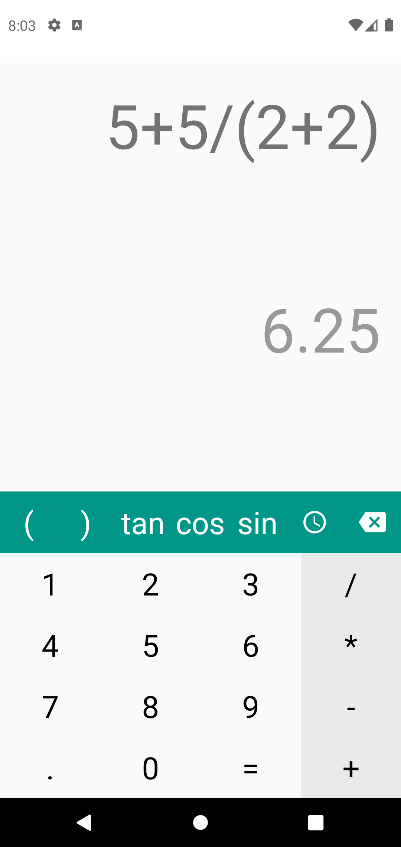 8:03
5+5/(2+2)
6.25
( ) tan cos sin
1 2 3 /
4 5 6 *
7 8 9 -
. 0 = +